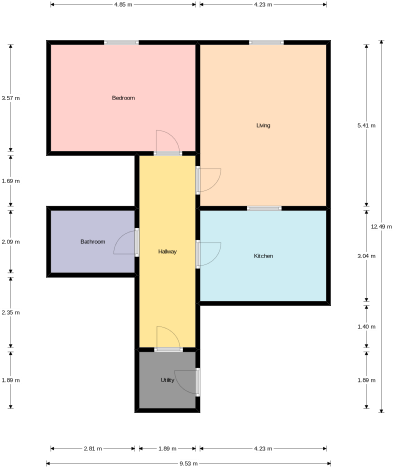 4.85 m 4.23 m
3.57 m
Bedroom
Living
5.41 m
1.69 m
12.49 m
2.09 m
Bathroom
Hallway
Kitchen
3.04 m
2.35 m
1.40 m
1.89 m
Utility
1.89 m
2.81 m 1.89 m 4.23 m
9.53 m